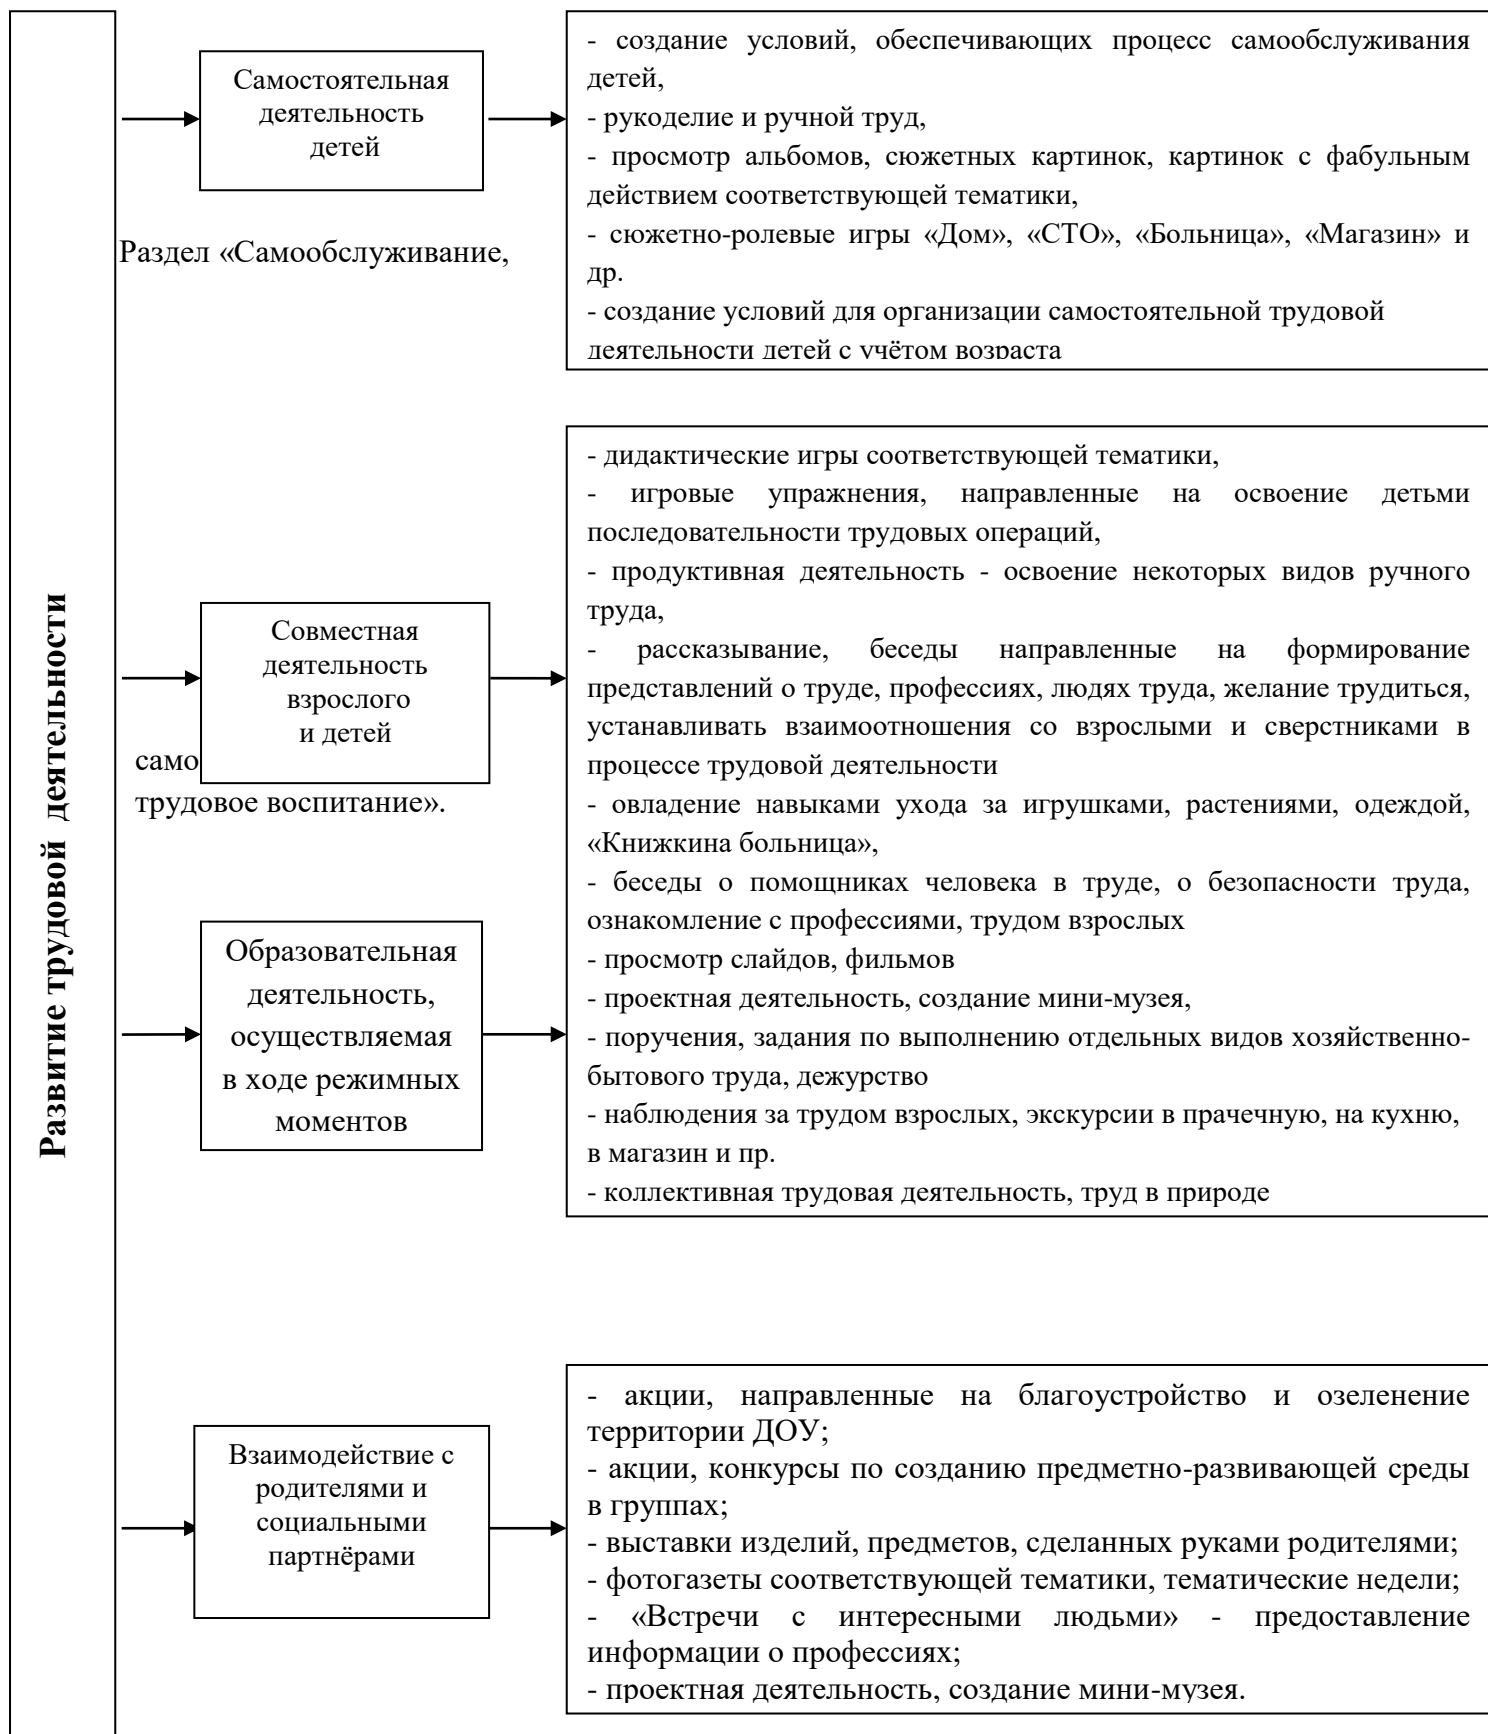 Развитие трудовой деятельности
Самостоятельная
деятельность
детей
- создание условий, обеспечивающих процесс самообслуживания
детей,
- рукоделие и ручной труд,
- просмотр альбомов, сюжетных картинок, картинок с фабульным
действием соответствующей тематики,
- сюжетно-ролевые игры «Дом», «СТО», «Больница», «Магазин» и
др.
- создание условий для организации самостоятельной трудовой
деятельности детей с учётом возраста
Раздел «Самообслуживание,
Совместная
деятельность
взрослого
и детей
само
трудовое воспитание».
Образовательная
деятельность,
осуществляемая
в ходе режимных
моментов
- дидактические игры соответствующей тематики,
- игровые упражнения, направленные на освоение детьми
последовательности трудовых операций,
- продуктивная деятельность - освоение некоторых видов ручного
труда,
- рассказывание, беседы направленные на формирование
представлений о труде, профессиях, людях труда, желание трудиться,
устанавливать взаимоотношения со взрослыми и сверстниками в
процессе трудовой деятельности
- овладение навыками ухода за игрушками, растениями, одеждой,
«Книжкина больница»,
- беседы о помощниках человека в труде, о безопасности труда,
ознакомление с профессиями, трудом взрослых
- просмотр слайдов, фильмов
- проектная деятельность, создание мини-музея,
- поручения, задания по выполнению отдельных видов хозяйственно-
бытового труда, дежурство
- наблюдения за трудом взрослых, экскурсии в прачечную, на кухню,
в магазин и пр.
- коллективная трудовая деятельность, труд в природе
Взаимодействие с
родителями и
социальными
партнёрами
- акции, направленные на благоустройство и озеленение
территории ДОУ;
- акции, конкурсы по созданию предметно-развивающей среды
в группах;
- выставки изделий, предметов, сделанных руками родителями;
- фотогазеты соответствующей тематики, тематические недели;
- «Встречи с интересными людьми» - предоставление
информации о профессиях;
- проектная деятельность, создание мини-музея.